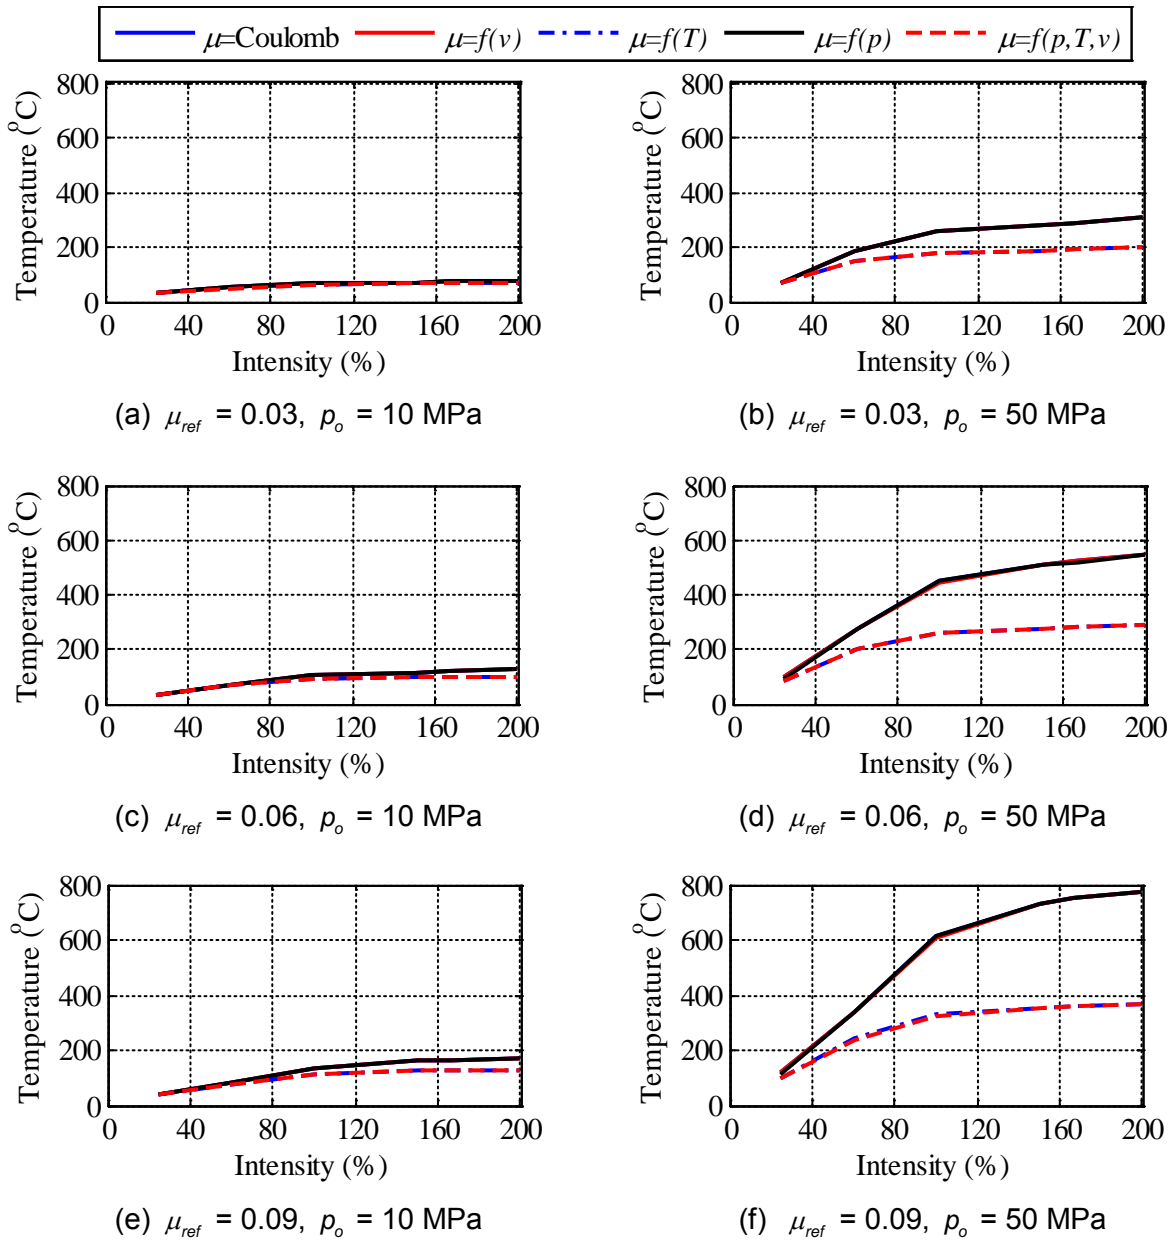 μ=Coulomb μ=f(v) μ=f(T) μ=f(p) μ=f(p,T,v)
800
600
400
200
0
Temperature (°C)
0 40 80 120 160 200
Intensity (%)
(a) μref = 0.03, po = 10 MPa
800
600
400
200
0
Temperature (°C)
0 40 80 120 160 200
Intensity (%)
(b) μref = 0.03, po = 50 MPa
800
600
400
200
0
Temperature (°C)
0 40 80 120 160 200
Intensity (%)
(c) μref = 0.06, po = 10 MPa
800
600
400
200
0
Temperature (°C)
0 40 80 120 160 200
Intensity (%)
(d) μref = 0.06, po = 50 MPa
800
600
400
200
0
Temperature (°C)
0 40 80 120 160 200
Intensity (%)
(e) μref = 0.09, po = 10 MPa
800
600
400
200
0
Temperature (°C)
0 40 80 120 160 200
Intensity (%)
(f) μref = 0.09, po = 50 MPa